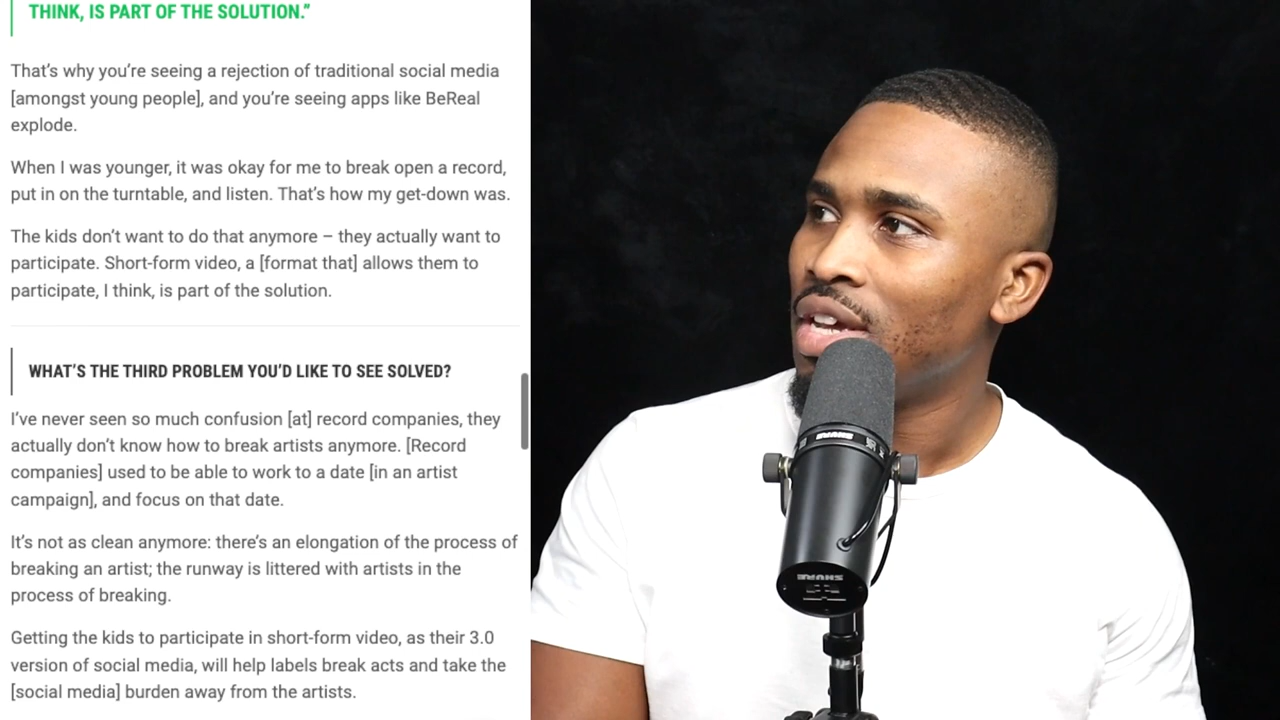 THINK, IS PART OF THE SOLUTION.”
That’s why you’re seeing a rejection of traditional social media
[amongst young people], and you’re seeing apps like BeReal
explode.
When I was younger, it was okay for me to break open a record,
put in on the turntable, and listen. That’s how my get-down was.
The kids don’t want to do that anymore – they actually want to
participate. Short-form video, a [format that] allows them to
participate, I think, is part of the solution.
WHAT’S THE THIRD PROBLEM YOU’D LIKE TO SEE SOLVED?
I’ve never seen so much confusion [at] record companies, they
actually don’t know how to break artists anymore. [Record
companies] used to be able to work to a date [in an artist
campaign], and focus on that date.
It’s not as clean anymore: there’s an elongation of the process of
breaking an artist; the runway is littered with artists in the
process of breaking.
Getting the kids to participate in short-form video, as their 3.0
version of social media, will help labels break acts and take the
[social media] burden away from the artists.
SHURE
SHURE